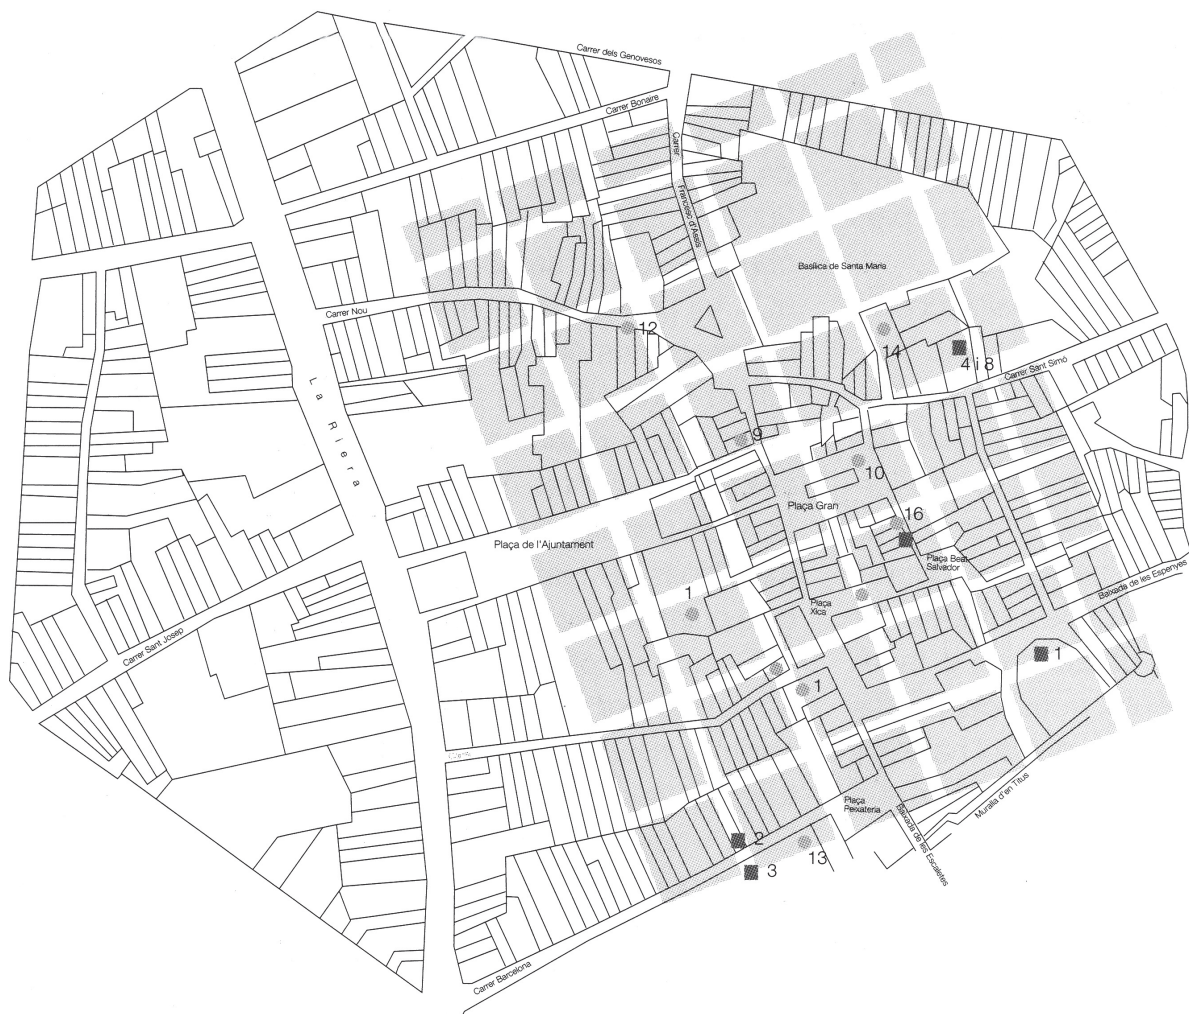 Carrer dels Genovesos
Carrer Bonaire
Carrer
Francesc d'Assis
Basílica de Santa Maria
Carrer Nou
12
14
4 i 8
Carrer Sant Simó
La Riera
9
10
Plaça Gran
16
Plaça de l'Ajuntament
Plaça Beat
Salvador
Baixada de les Espenyes
1
Plaça
Xica
Carrer Sant Josep
1
1
Plaça
Peixateria
Muralla d'en Titus
Baixada de les Escaletes
2
13
3
Carrer Barcelona